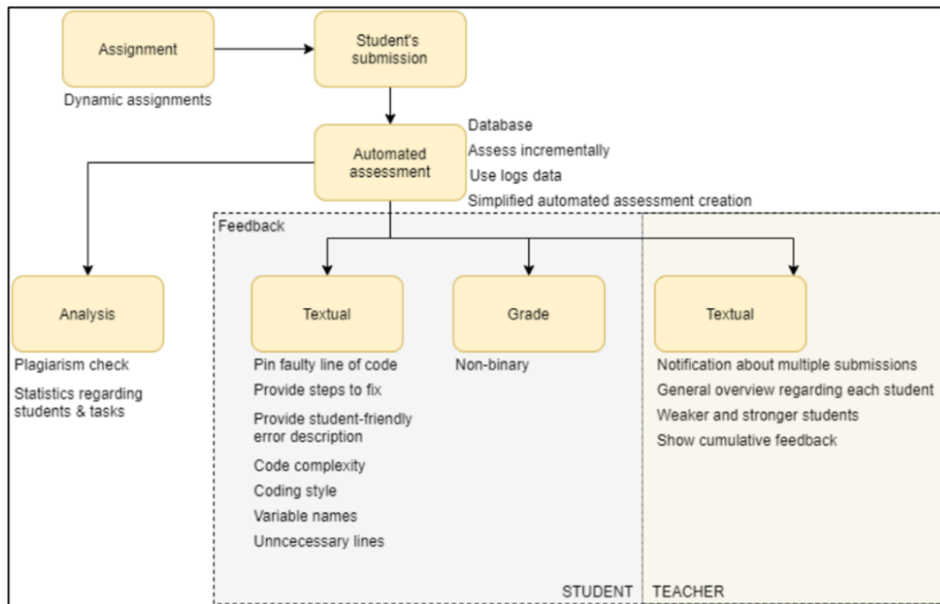 Assignment
Student's
submission
Dynamic assignments
Automated
assessment
Database
Assess incrementally
Use logs data
Simplified automated assessment creation
Feedback
Analysis
Textual
Grade
Textual
Plagiarism check
Statistics regarding
students & tasks
Pin faulty line of code
Provide steps to fix
Provide student-friendly
error description
Code complexity
Coding style
Variable names
Unncecessary lines
Non-binary
Notification about multiple submissions
General overview regarding each student
Weaker and stronger students
Show cumulative feedback
STUDENT
TEACHER